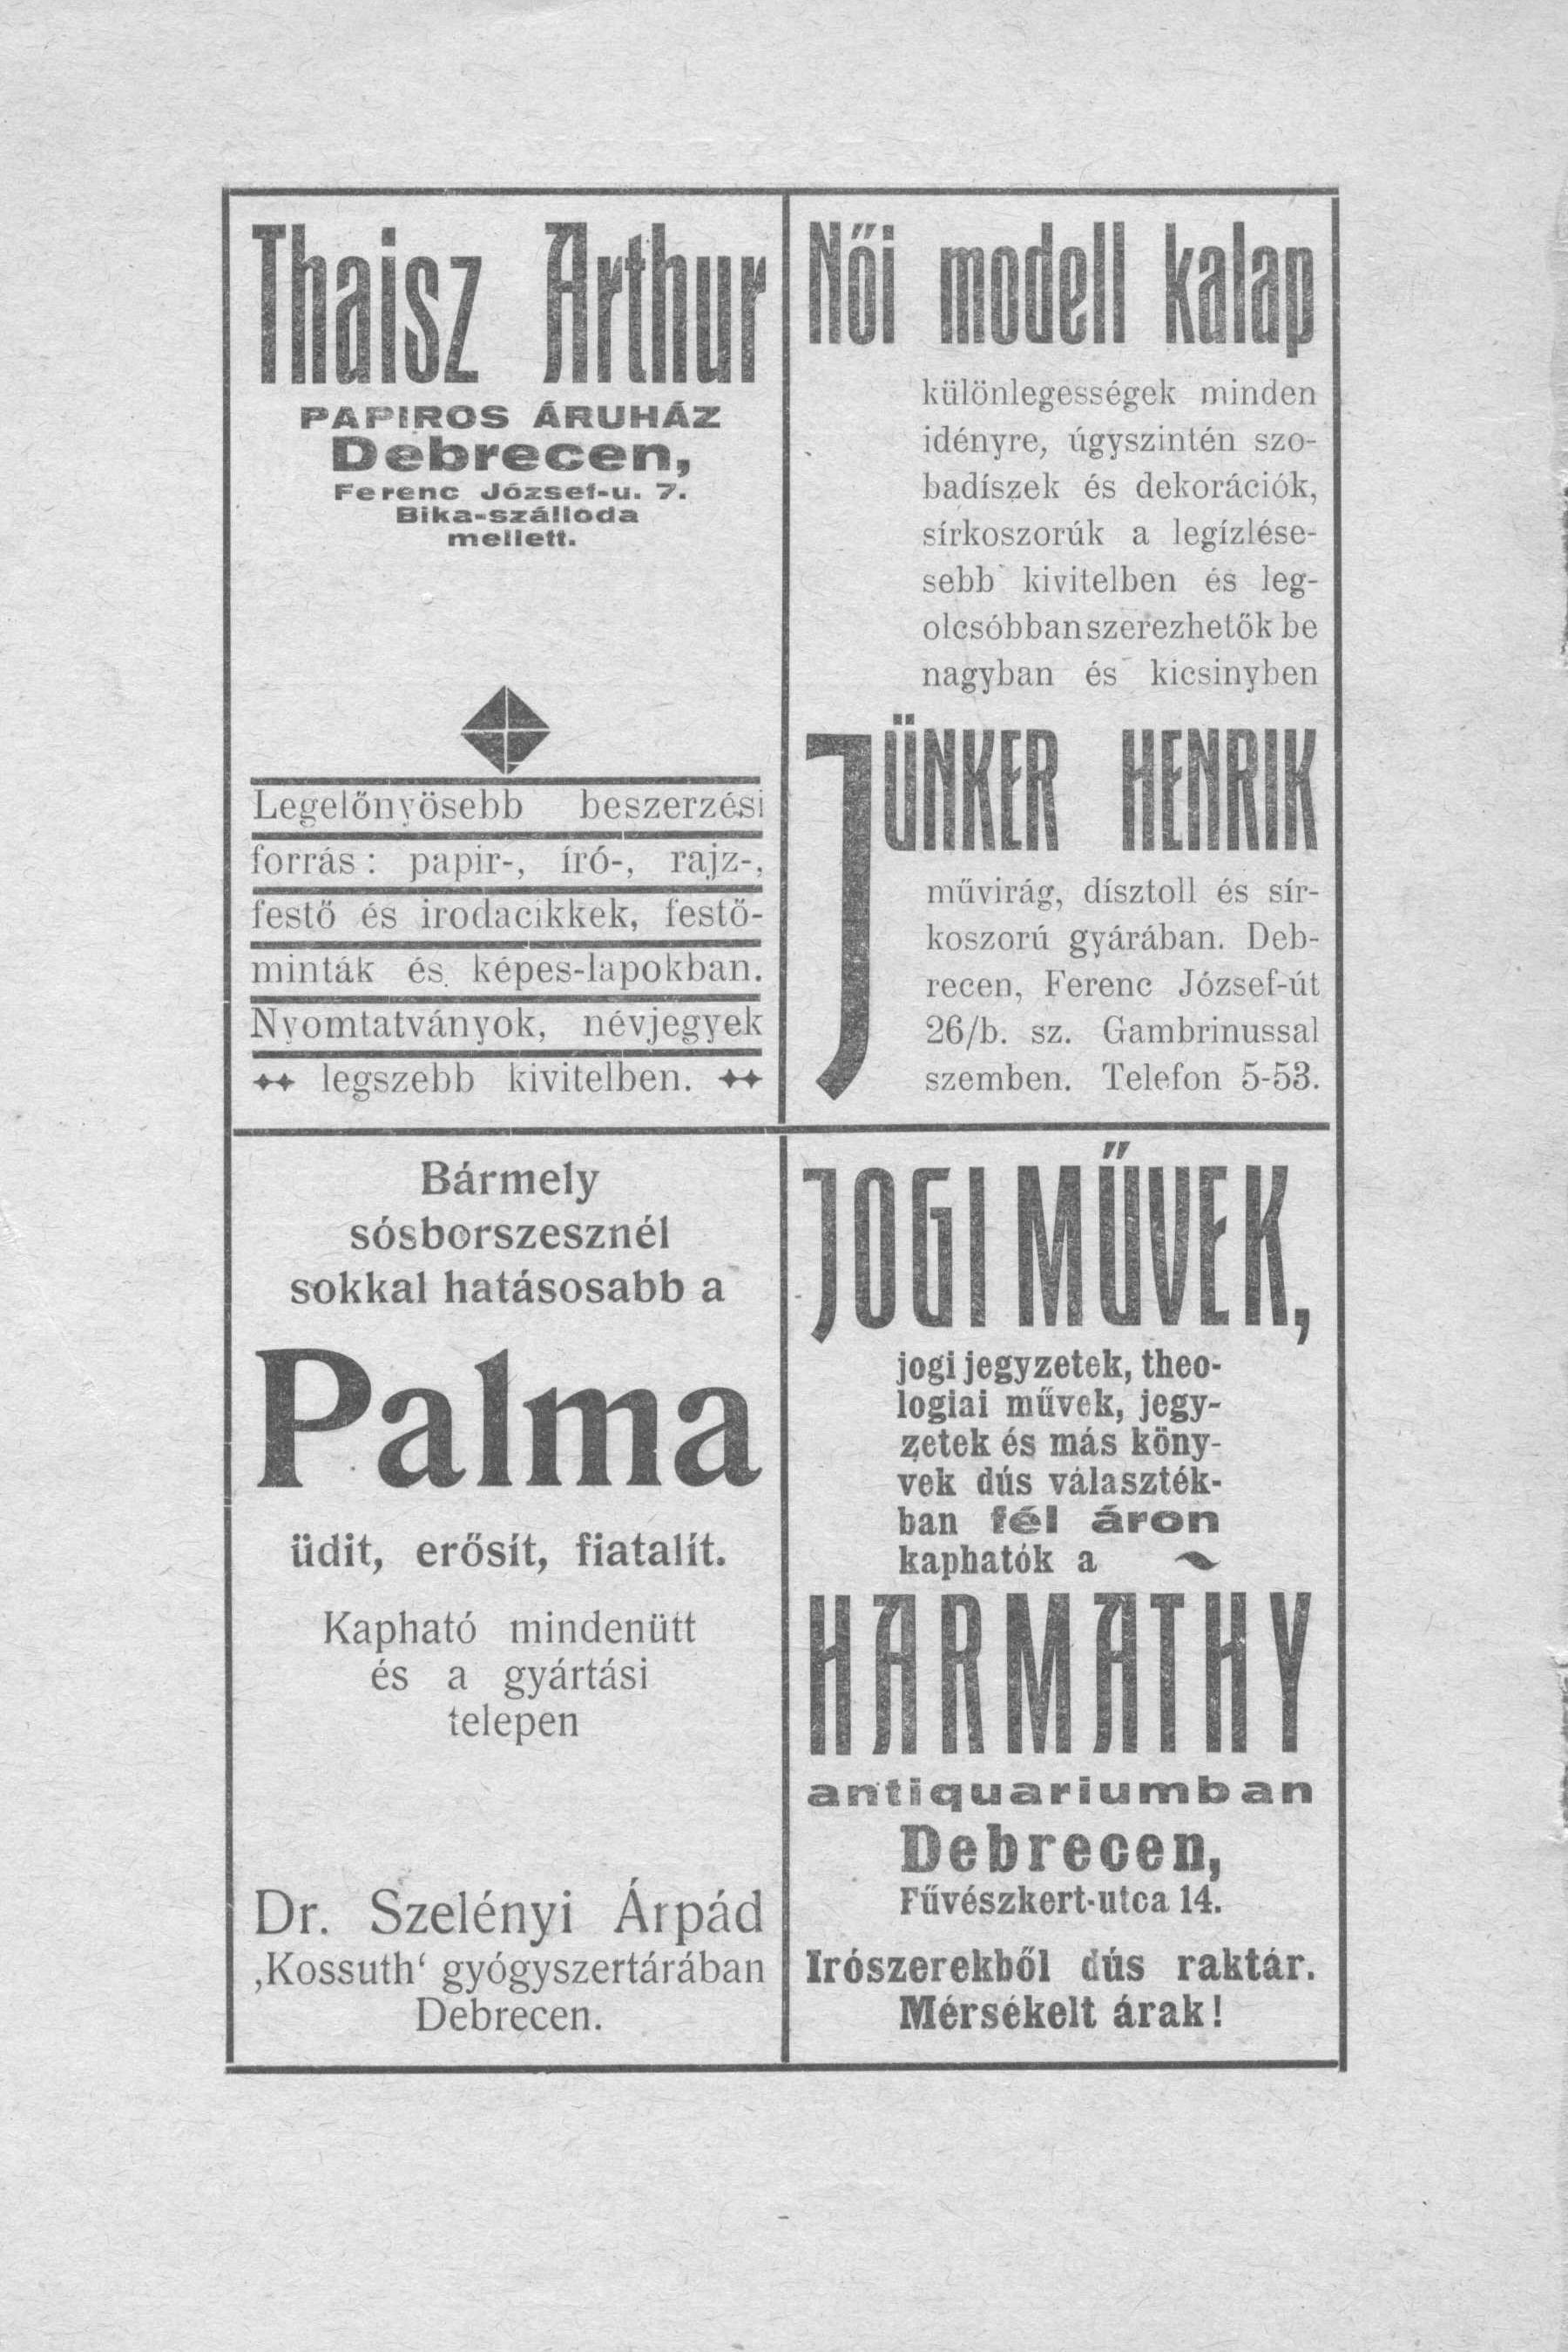 Thaisz Arthur
PAPIROS ÁRUHÁZ
Debrecen,
Ferenc József-u. 7.
Bika-szálloda
mellett.
Legelőnyösebb beszerzési
forrás: papir-, író-, rajz-,
festő és irodacikkek, festő-
minták és képes-lapokban.
Nyomtatványok, névjegyek
legszebb kivitelben.
Női modell kalap
különlegességek minden
idényre, úgyszintén szo-
badíszek és dekorációk,
sírkoszorúk a legízlése-
sebb kivitelben és leg-
olcsóbban szerezhetők be
nagyban és kicsinyben
JÜNKER HENRIK
művirág, dísztoll és sír-
koszorú gyárában. Deb-
recen, Ferenc József-út
26/b. sz. Gambrinussal
szemben. Telefon 5-53.
Bármely
sósborszesznél
sokkal hatásosabb a
Palma
üdit, erősít, fiatalít.
Kapható mindenütt
és a gyártási
telepen
Dr. Szelényi Árpád
‚Kossuth‘ gyógyszertárában
Debrecen.
JOGI MŰVEK,
jogi jegyzetek, theo-
logiai művek, jegy-
zetek és más köny-
vek dús választék-
ban fél áron
kaphatók a
HARMATHY
antiquariumban
Debrecen,
Fűvészkert-utca 14.
Irószerekből dús raktár.
Mérsékelt árak!